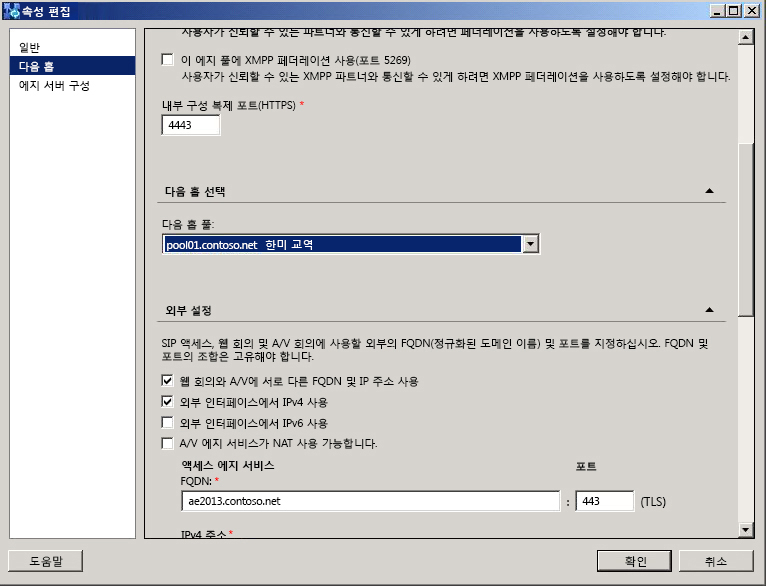 속성 편집
일반
다음 홉
에지 서버 구성
사용자가 신뢰할 수 있는 파트너와 통신할 수 있게 하려면 페더레이션을 사용하도록 설정해야 합니다.
이 에지 풀에 XMPP 페더레이션 사용(포트 5269)
사용자가 신뢰할 수 있는 XMPP 파트너와 통신할 수 있게 하려면 XMPP 페더레이션을 사용하도록 설정해야 합니다.
내부 구성 복제 포트(HTTPS) *
4443
다음 홉 선택
다음 홉 풀:
pool01.contoso.net 한미 교역
외부 설정
SIP 액세스, 웹 회의 및 A/V 회의에 사용할 외부의 FQDN(정규화된 도메인 이름) 및 포트를 지정하십시오. FQDN 및
포트의 조합은 고유해야 합니다.
웹 회의와 A/V에 서로 다른 FQDN 및 IP 주소 사용
외부 인터페이스에서 IPv4 사용
외부 인터페이스에서 IPv6 사용
A/V 에지 서비스가 NAT 사용 가능합니다.
액세스 에지 서비스 포트
FQDN: *
ae2013.contoso.net : 443 (TLS)
IPv4 주소 *
도움말 확인 취소